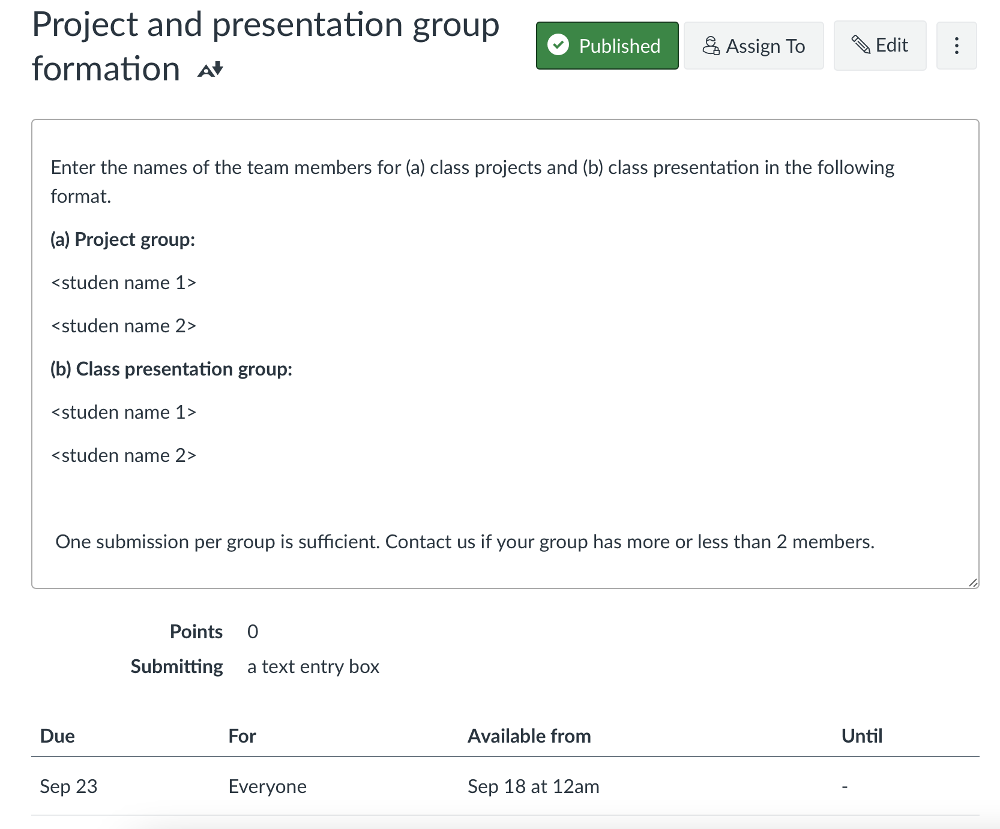 Project and presentation group
formation
Published
Assign To
Edit
Enter the names of the team members for (a) class projects and (b) class presentation in the following
format.
(a) Project group:
<studen name 1>
<studen name 2>
(b) Class presentation group:
<studen name 1>
<studen name 2>
One submission per group is sufficient. Contact us if your group has more or less than 2 members.
Points 0
Submitting a text entry box
Due For Available from Until
Sep 23 Everyone Sep 18 at 12am -